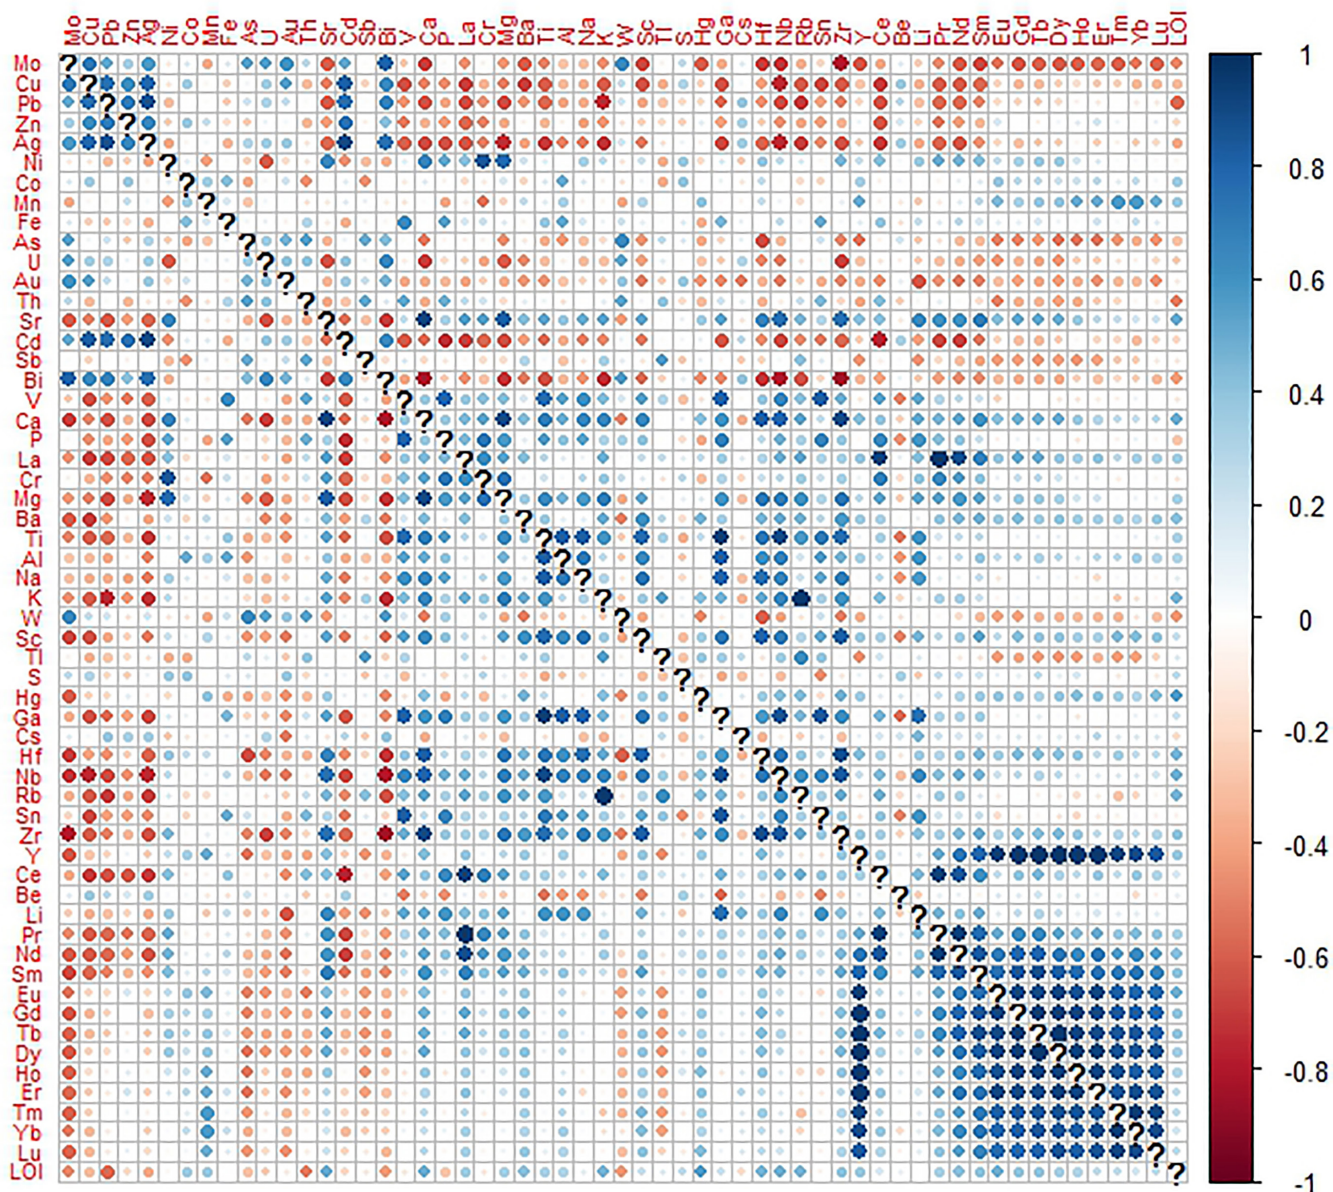 Mo Cu Pb Zn Ag Ni Co Mn Fe As U Au Th Sr Cd Sb Bi V Ca P La Cr Mg Ba Ti Al Na K W Sc Tl S Hg Ga Cs Hf Nb Rb Sn Zr Y Ce Be Li Pr Nd Sm Eu Gd Tb Dy Ho Er Tm Yb Lu LOI
Mo ?
Cu ?
Pb ?
Zn ?
Ag ?
Ni ?
Co ?
Mn ?
Fe ?
As ?
U ?
Au ?
Th ?
Sr ?
Cd ?
Sb ?
Bi ?
V ?
Ca ?
P ?
La ?
Cr ?
Mg ?
Ba ?
Ti ?
Al ?
Na ?
K ?
W ?
Sc ?
Tl ?
S ?
Hg ?
Ga ?
Cs ?
Hf ?
Nb ?
Rb ?
Sn ?
Zr ?
Y ?
Ce ?
Be ?
Li ?
Pr ?
Nd ?
Sm ?
Eu ?
Gd ?
Tb ?
Dy ?
Ho ?
Er ?
Tm ?
Yb ?
Lu ?
LOI ?
1
0.8
0.6
0.4
0.2
0
-0.2
-0.4
-0.6
-0.8
-1